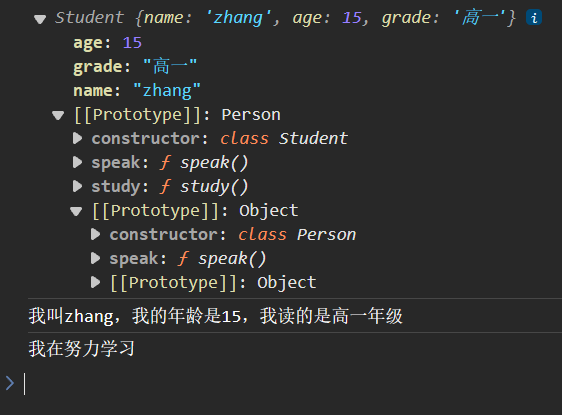 Student {name: 'zhang', age: 15, grade: '高一'} i
age: 15
grade: "高一"
name: "zhang"
[[Prototype]]: Person
constructor: class Student
speak: ƒ speak()
study: ƒ study()
[[Prototype]]: Object
constructor: class Person
speak: ƒ speak()
[[Prototype]]: Object
我叫zhang，我的年龄是15，我读的是高一年级
我在努力学习
>